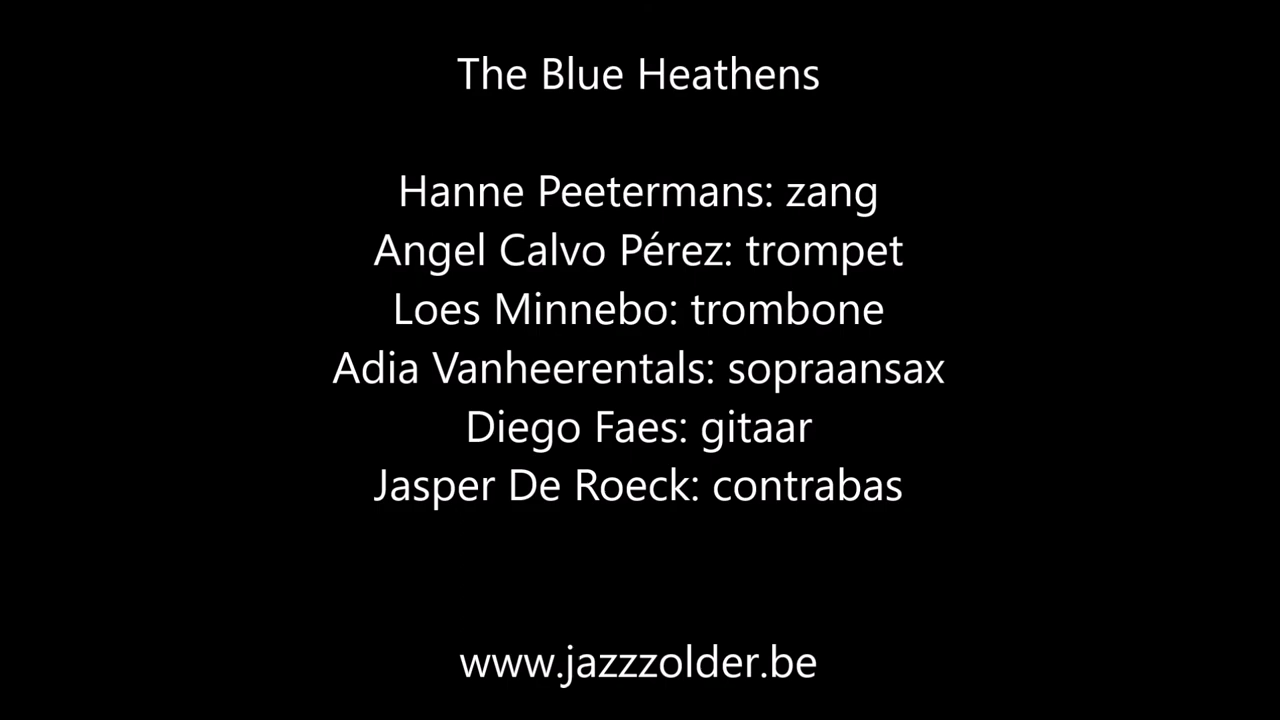 The Blue Heathens
Hanne Peetermans: zang
Angel Calvo Pérez: trompet
Loes Minnebo: trombone
Adia Vanheerentals: sopraansax
Diego Faes: gitaar
Jasper De Roeck: contrabas
www.jazzzolder.be